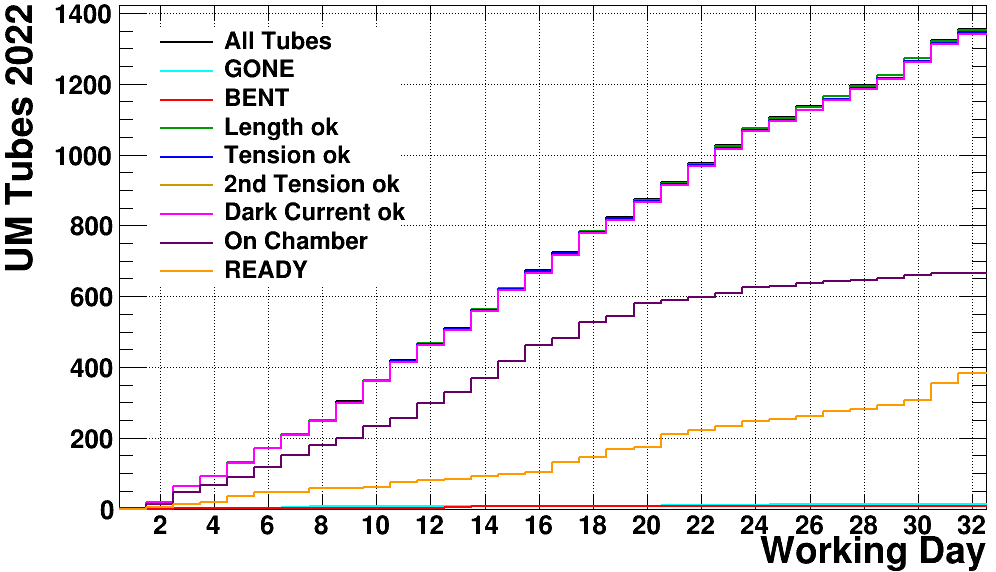 UM Tubes 2022
1400
1200
1000
800
600
400
200
0
All Tubes
GONE
BENT
Length ok
Tension ok
2nd Tension ok
Dark Current ok
On Chamber
READY
2 4 6 8 10 12 14 16 18 20 22 24 26 28 30 32
Working Day